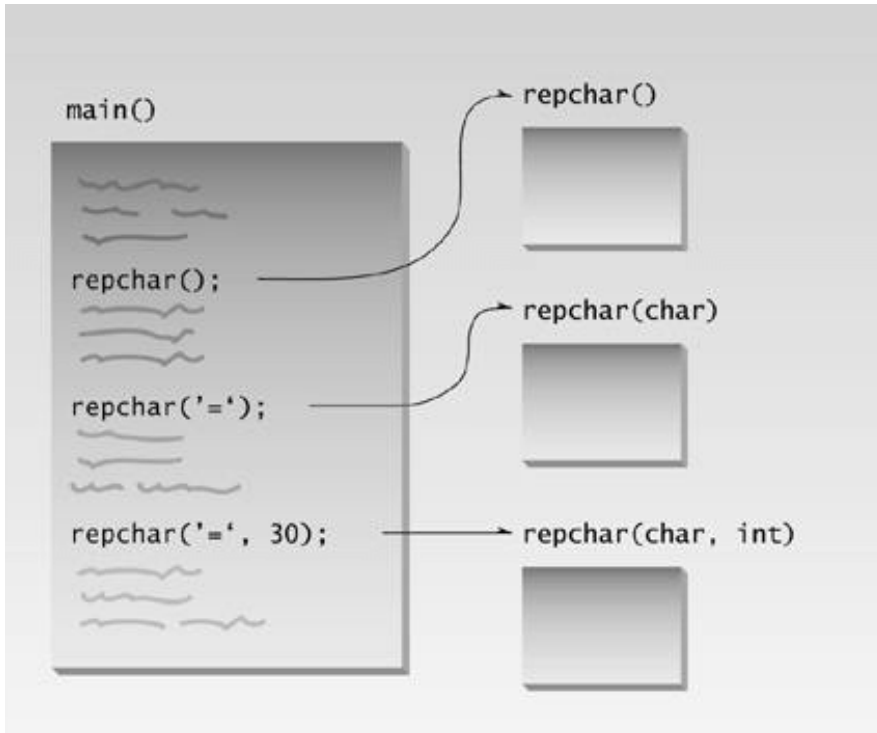 main()
repchar();
repchar('=‘);
repchar('=‘, 30);
repchar()
repchar(char)
repchar(char, int)